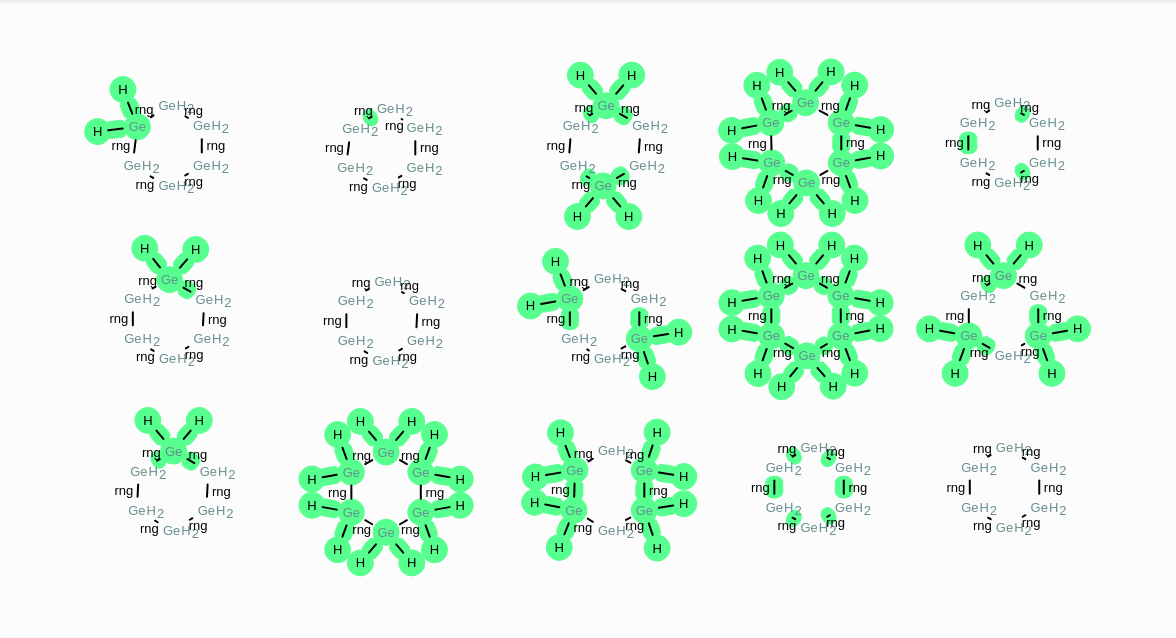 H
rng GeH2 rng
H Ge GeH2
rng rng
GeH2 GeH2
rng GeH2 rng
rng GeH2
GeH2 rng GeH2
rng rng
GeH2 GeH2
rng GeH2 rng
H H
rng Ge rng
GeH2 GeH2
rng rng
GeH2 GeH2
rng Ge rng
H H
H H
H H
rng Ge rng
H Ge Ge H
rng rng
H Ge Ge H
rng Ge rng
H H
H H
rng GeH2 rng
GeH2 GeH2
rng rng
GeH2 GeH2
rng GeH2 rng
H H
rng Ge rng
GeH2 GeH2
rng rng
GeH2 GeH2
rng GeH2 rng
rng GeH2 rng
GeH2 GeH2
rng rng
GeH2 GeH2
rng GeH2 rng
H
rng GeH2 rng
H Ge GeH2
rng
GeH2 Ge H
rng GeH2 rng
H
H H
H H
rng Ge rng
H Ge Ge H
rng rng
H Ge Ge H
rng Ge rng
H H
H H
H H
rng Ge rng
GeH2 GeH2
rng rng
H Ge Ge H
rng GeH2 rng
H H
H H
rng Ge rng
GeH2 GeH2
rng rng
GeH2 GeH2
rng GeH2 rng
H H
H H
rng Ge rng
H Ge Ge H
rng rng
H Ge Ge H
rng Ge rng
H H
H H
H H
rng GeH2 rng
H Ge Ge H
rng rng
H Ge Ge H
rng GeH2 rng
H H
rng GeH2 rng
GeH2 GeH2
rng rng
GeH2 GeH2
rng GeH2 rng
rng GeH2 rng
GeH2 GeH2
rng rng
GeH2 GeH2
rng GeH2 rng